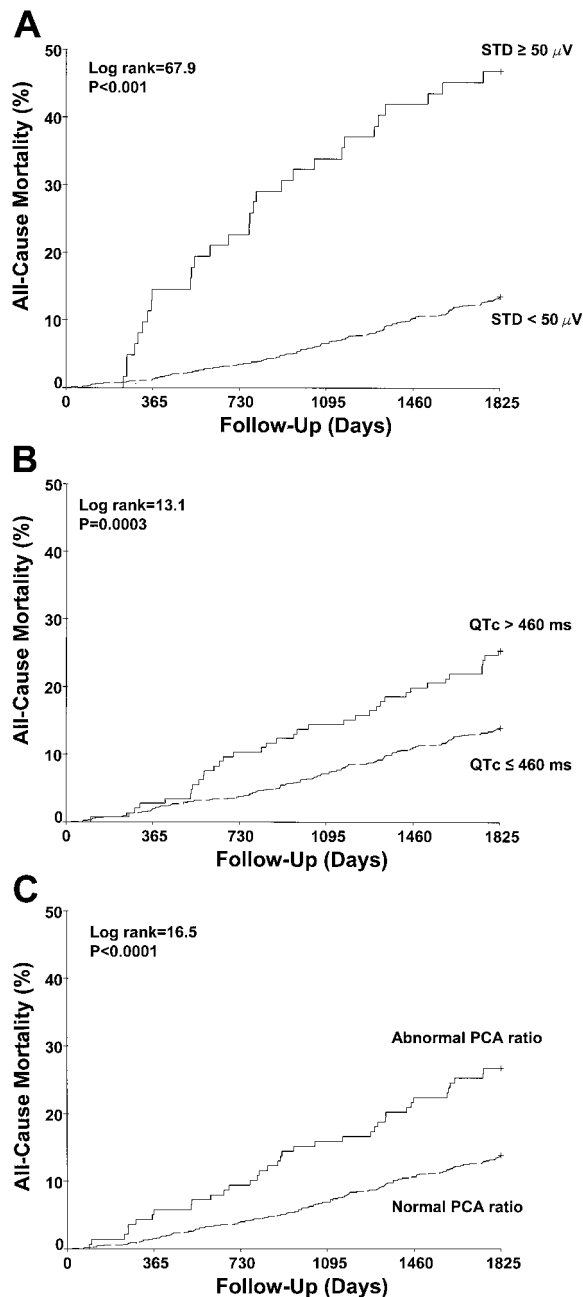 A
All-Cause Mortality (%)
50
40
30
20
10
0
Log rank=67.9
P<0.001
STD ≥ 50 µV
STD < 50 µV
0 365 730 1095 1460 1825
Follow-Up (Days)
B
All-Cause Mortality (%)
50
40
30
20
10
0
Log rank=13.1
P=0.0003
QTc > 460 ms
QTc ≤ 460 ms
0 365 730 1095 1460 1825
Follow-Up (Days)
C
All-Cause Mortality (%)
50
40
30
20
10
0
Log rank=16.5
P<0.0001
Abnormal PCA ratio
Normal PCA ratio
0 365 730 1095 1460 1825
Follow-Up (Days)